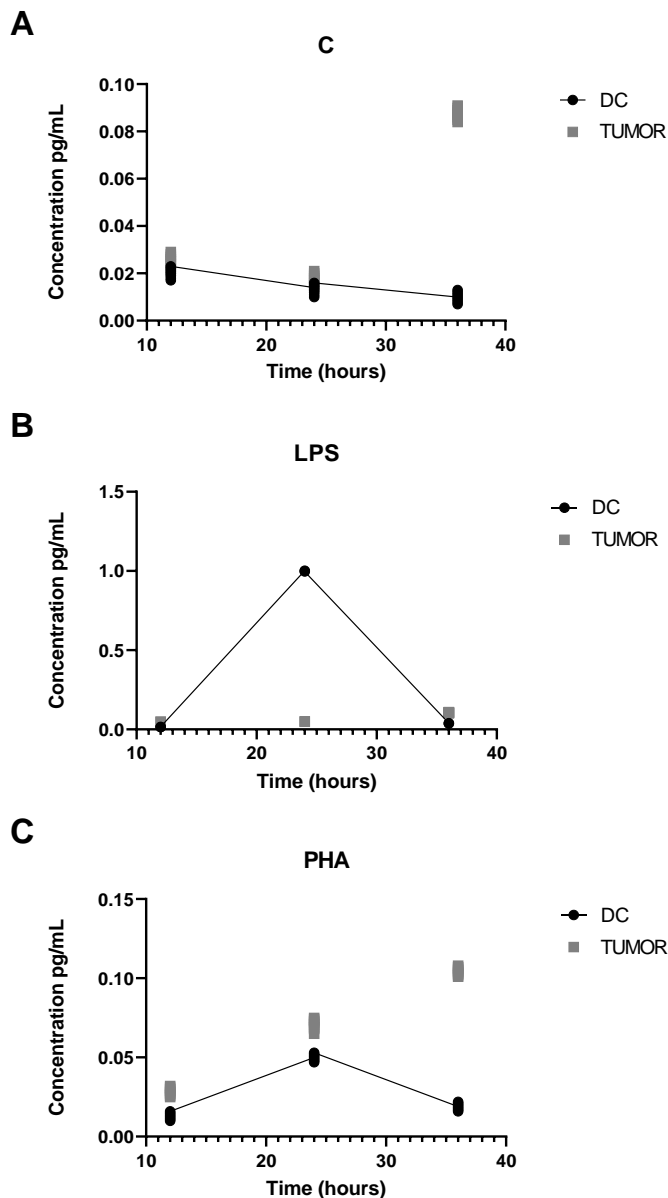 A
C
Concentration pg/mL
0.10
0.08
0.06
0.04
0.02
0.00
10
20
30
40
Time (hours)
DC
TUMOR
B
LPS
Concentration pg/mL
1.5
1.0
0.5
0.0
10
20
30
40
Time (hours)
DC
TUMOR
C
PHA
Concentration pg/mL
0.15
0.10
0.05
0.00
10
20
30
40
Time (hours)
DC
TUMOR